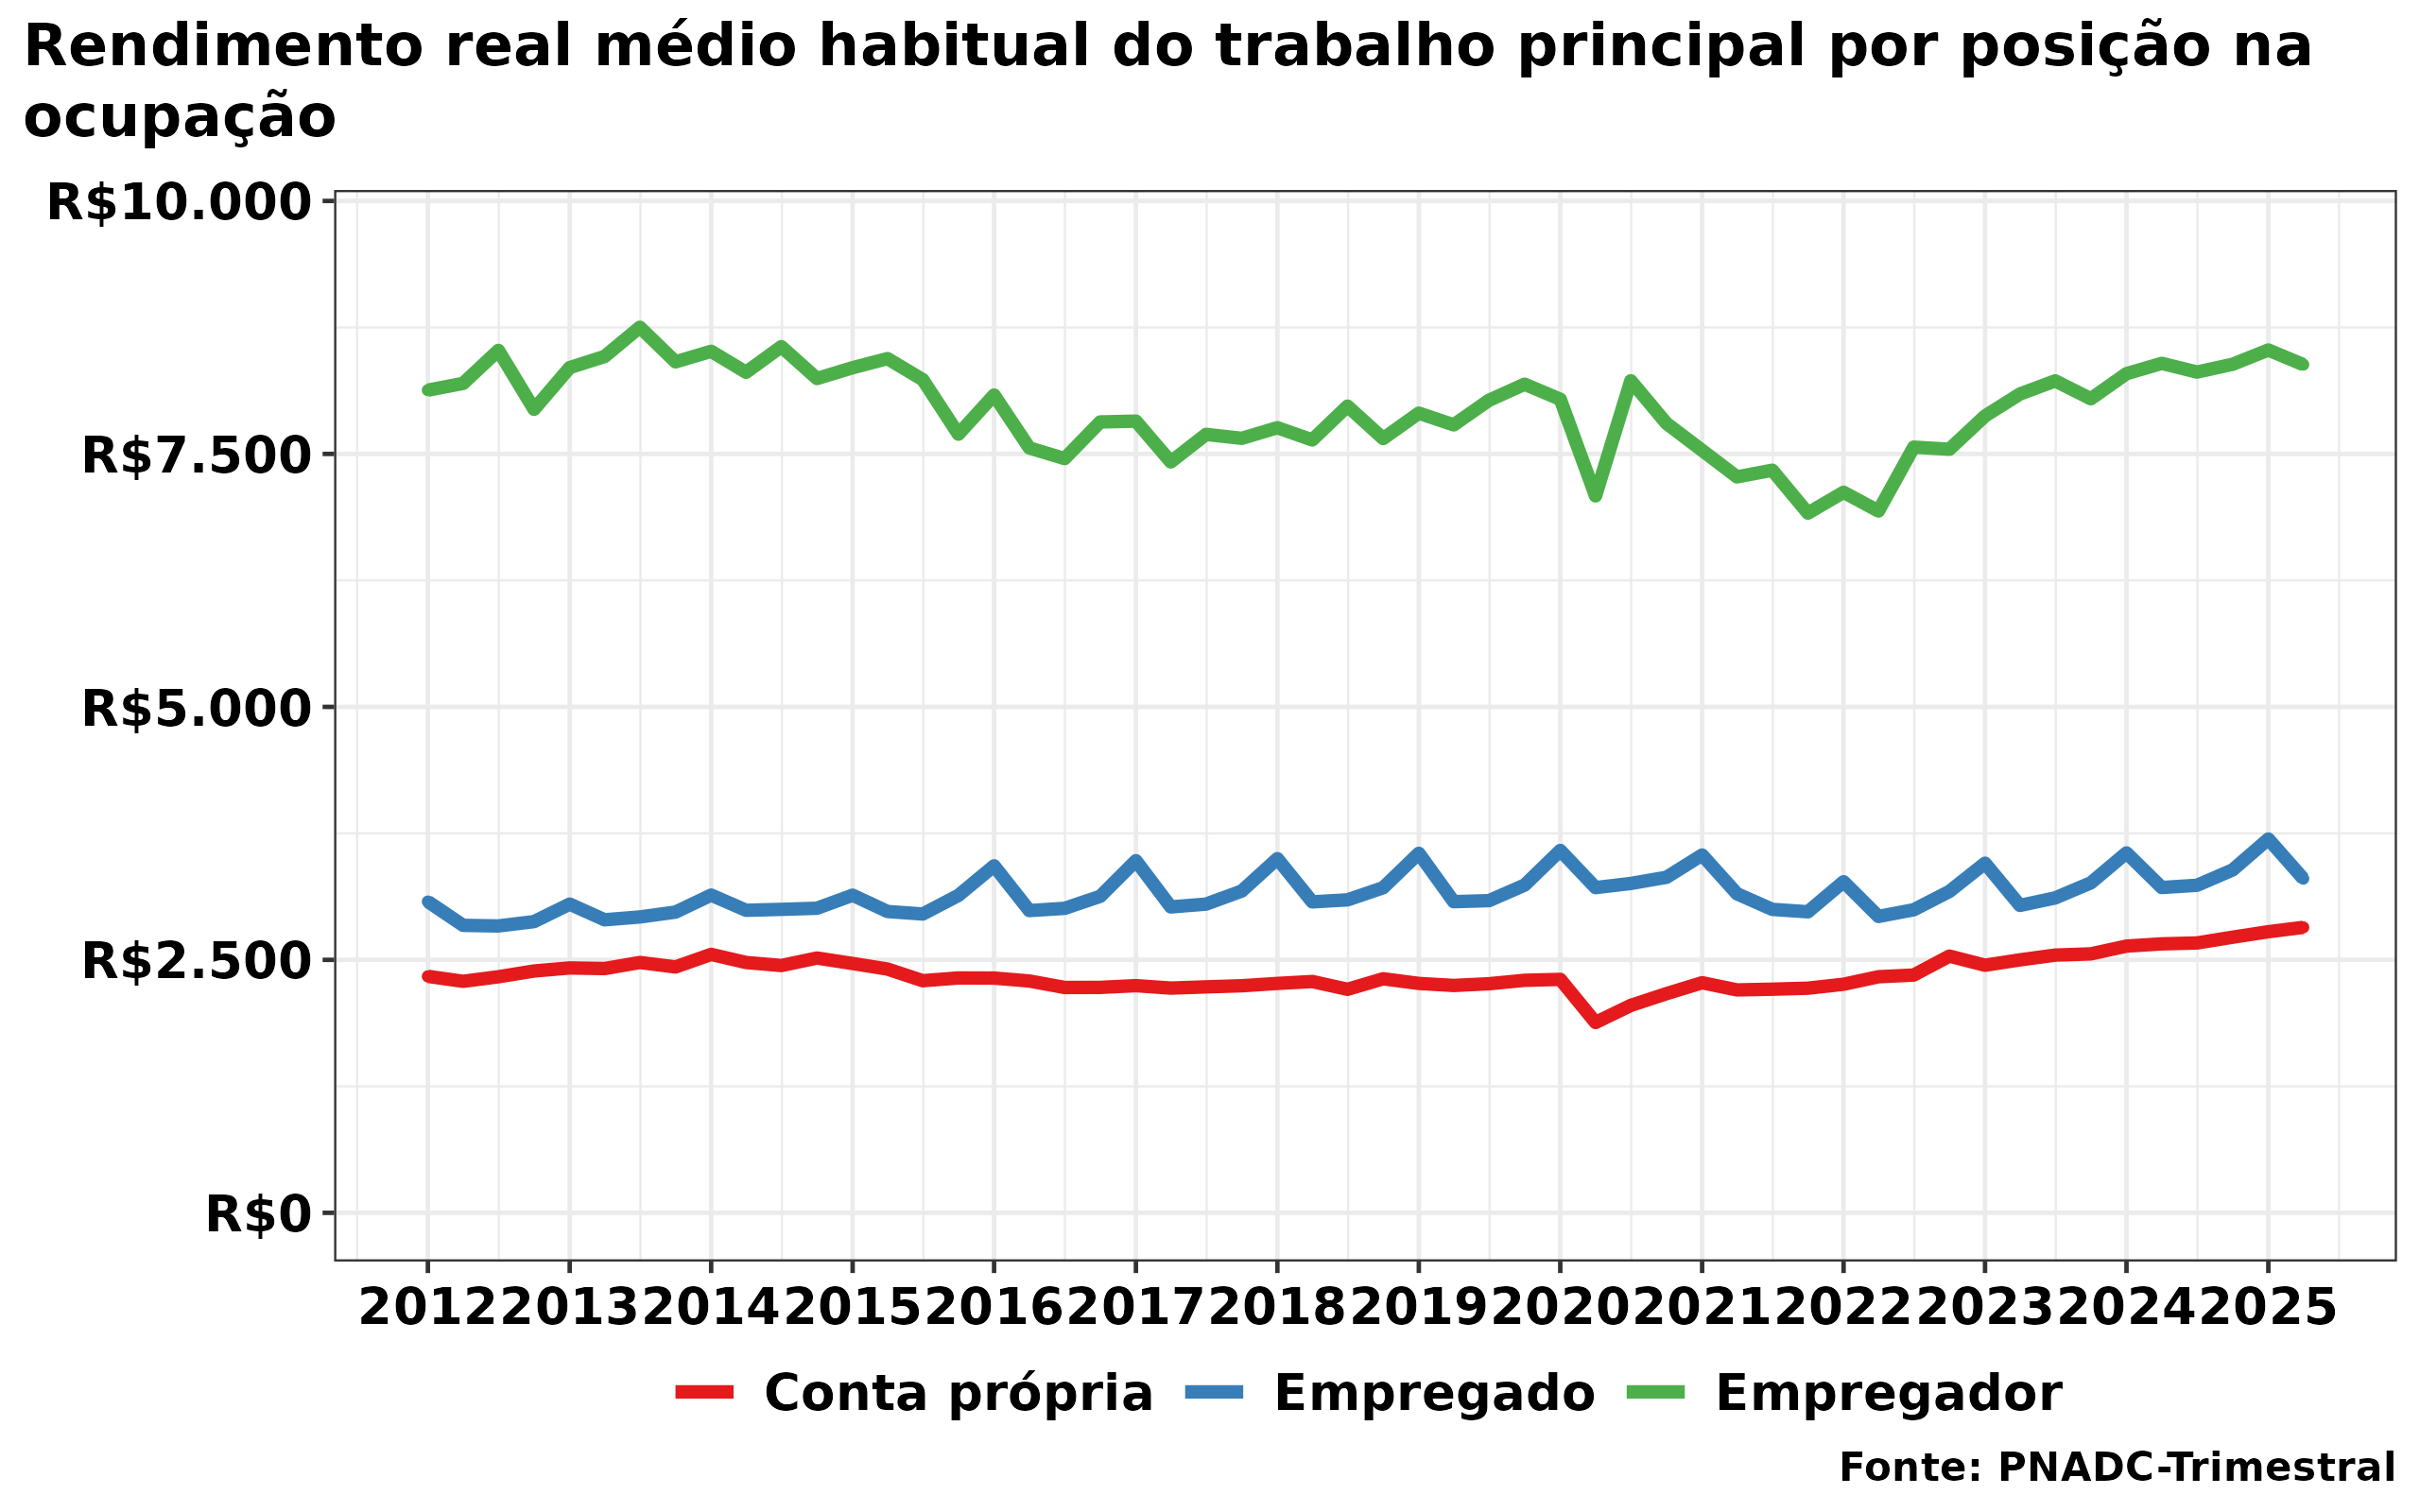 Rendimento real médio habitual do trabalho principal por posição na
ocupação
R$10.000
R$7.500
R$5.000
R$2.500
R$0
2012 2013 2014 2015 2016 2017 2018 2019 2020 2021 2022 2023 2024 2025
Conta própria Empregado Empregador
Fonte: PNADC-Trimestral